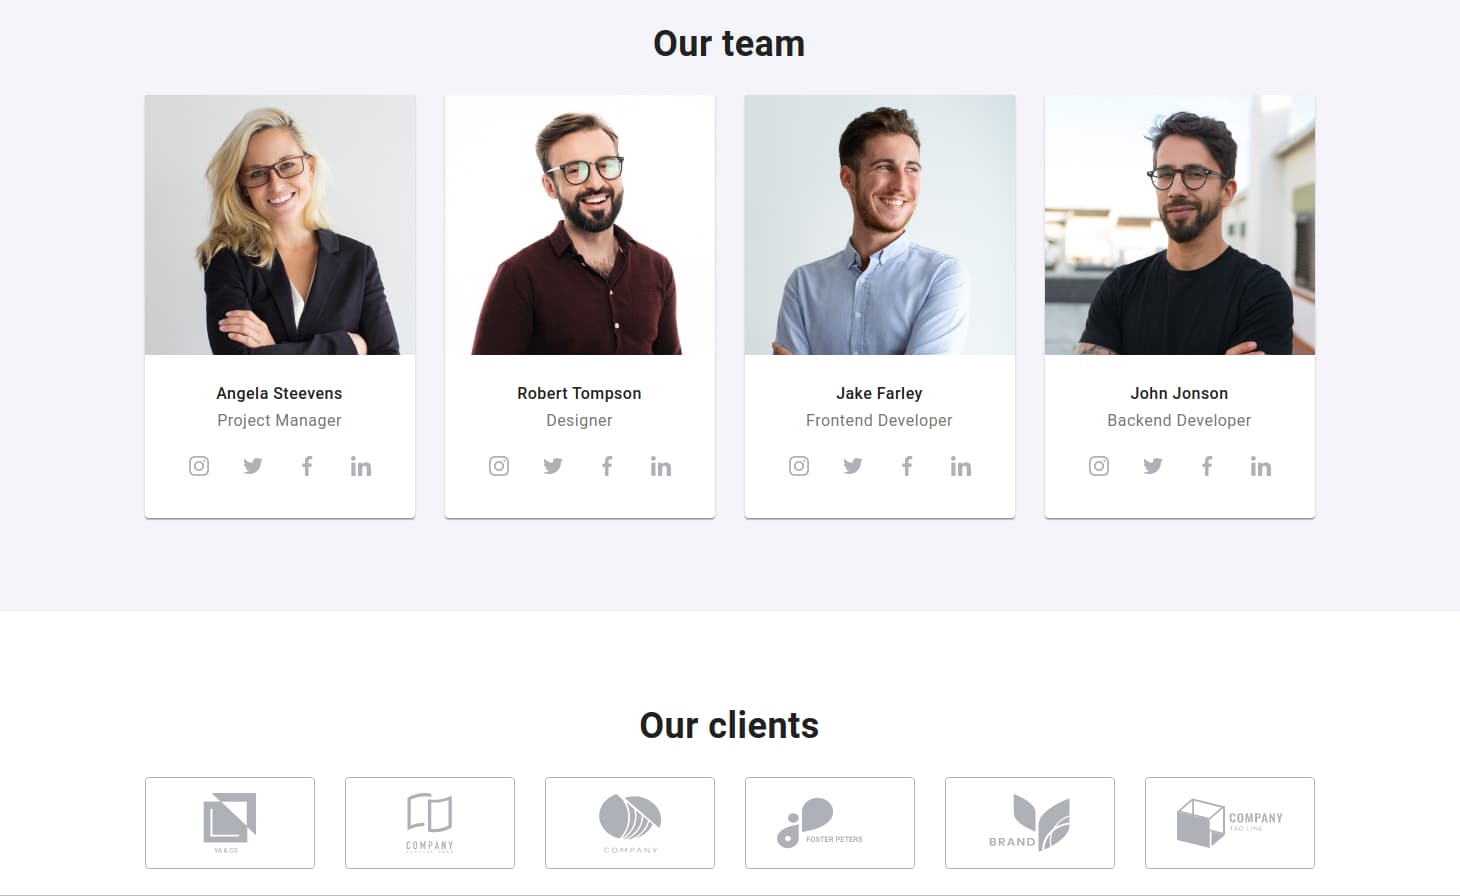 Our team
Angela Steevens
Project Manager
Robert Tompson
Designer
Jake Farley
Frontend Developer
John Jonson
Backend Developer
Our clients
YA & CO
COMPANY
COMPANY
FOSTER PETERS
BRAND
COMPANY
TAG LINE